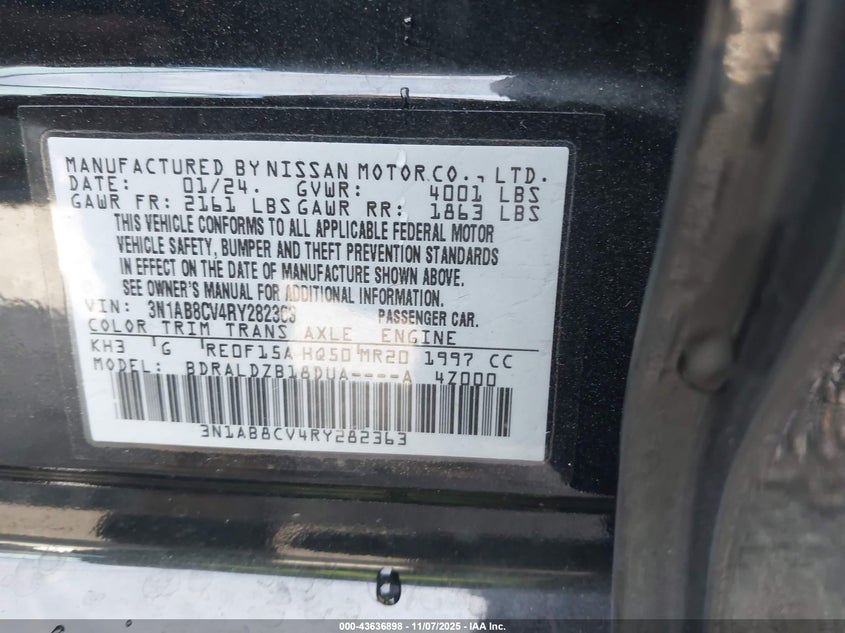 MANUFACTURED BY NISSAN MOTOR CO., LTD.
DATE: 01/24. GVWR: 4001 LBS
GAWR FR: 2161 LBS GAWR RR: 1863 LBS
THIS VEHICLE CONFORMS TO ALL APPLICABLE FEDERAL MOTOR
VEHICLE SAFETY, BUMPER AND THEFT PREVENTION STANDARDS
IN EFFECT ON THE DATE OF MANUFACTURE SHOWN ABOVE.
SEE OWNER'S MANUAL FOR ADDITIONAL INFORMATION.
VIN: 3N1AB8CV4RY282363 PASSENGER CAR.
COLOR TRIM TRANS AXLE ENGINE
KH3 G RE0F15A HQ50 MR20 1997 CC
MODEL: BDRALDZB18DUA----A 4Z000
3N1AB8CV4RY282363
000-43636898 - 11/07/2025 - IAA Inc.